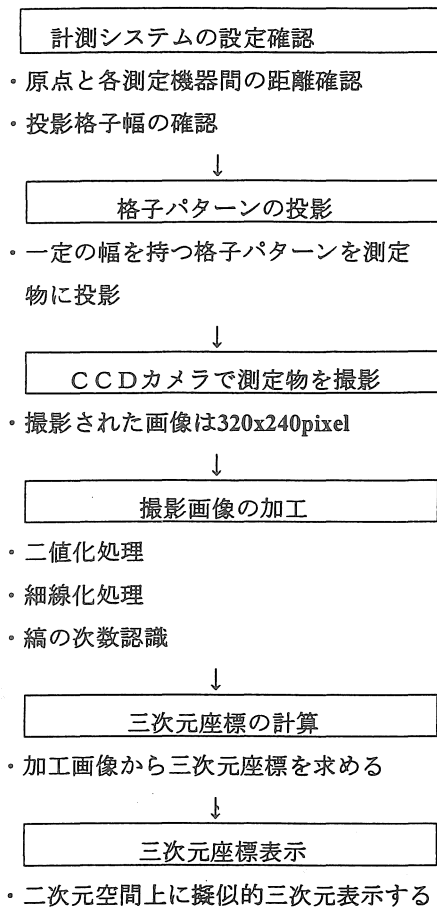 計測システムの設定確認
・原点と各測定機器間の距離確認
・投影格子幅の確認
↓
格子パターンの投影
・一定の幅を持つ格子パターンを測定
物に投影
↓
CCDカメラで測定物を撮影
・撮影された画像は320x240pixel
↓
撮影画像の加工
・二値化処理
・細線化処理
・縞の次数認識
↓
三次元座標の計算
・加工画像から三次元座標を求める
↓
三次元座標表示
・二次元空間上に擬似的三次元表示する